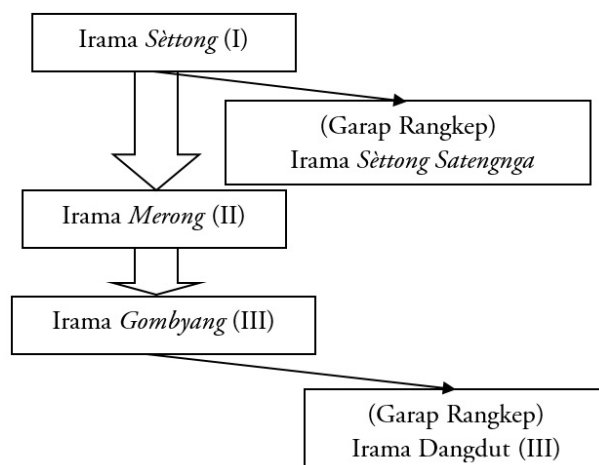 Irama Sèttong (I)
(Garap Rangkep)
Irama Sèttong Satengnga
Irama Merong (II)
Irama Gombyang (III)
(Garap Rangkep)
Irama Dangdut (III)